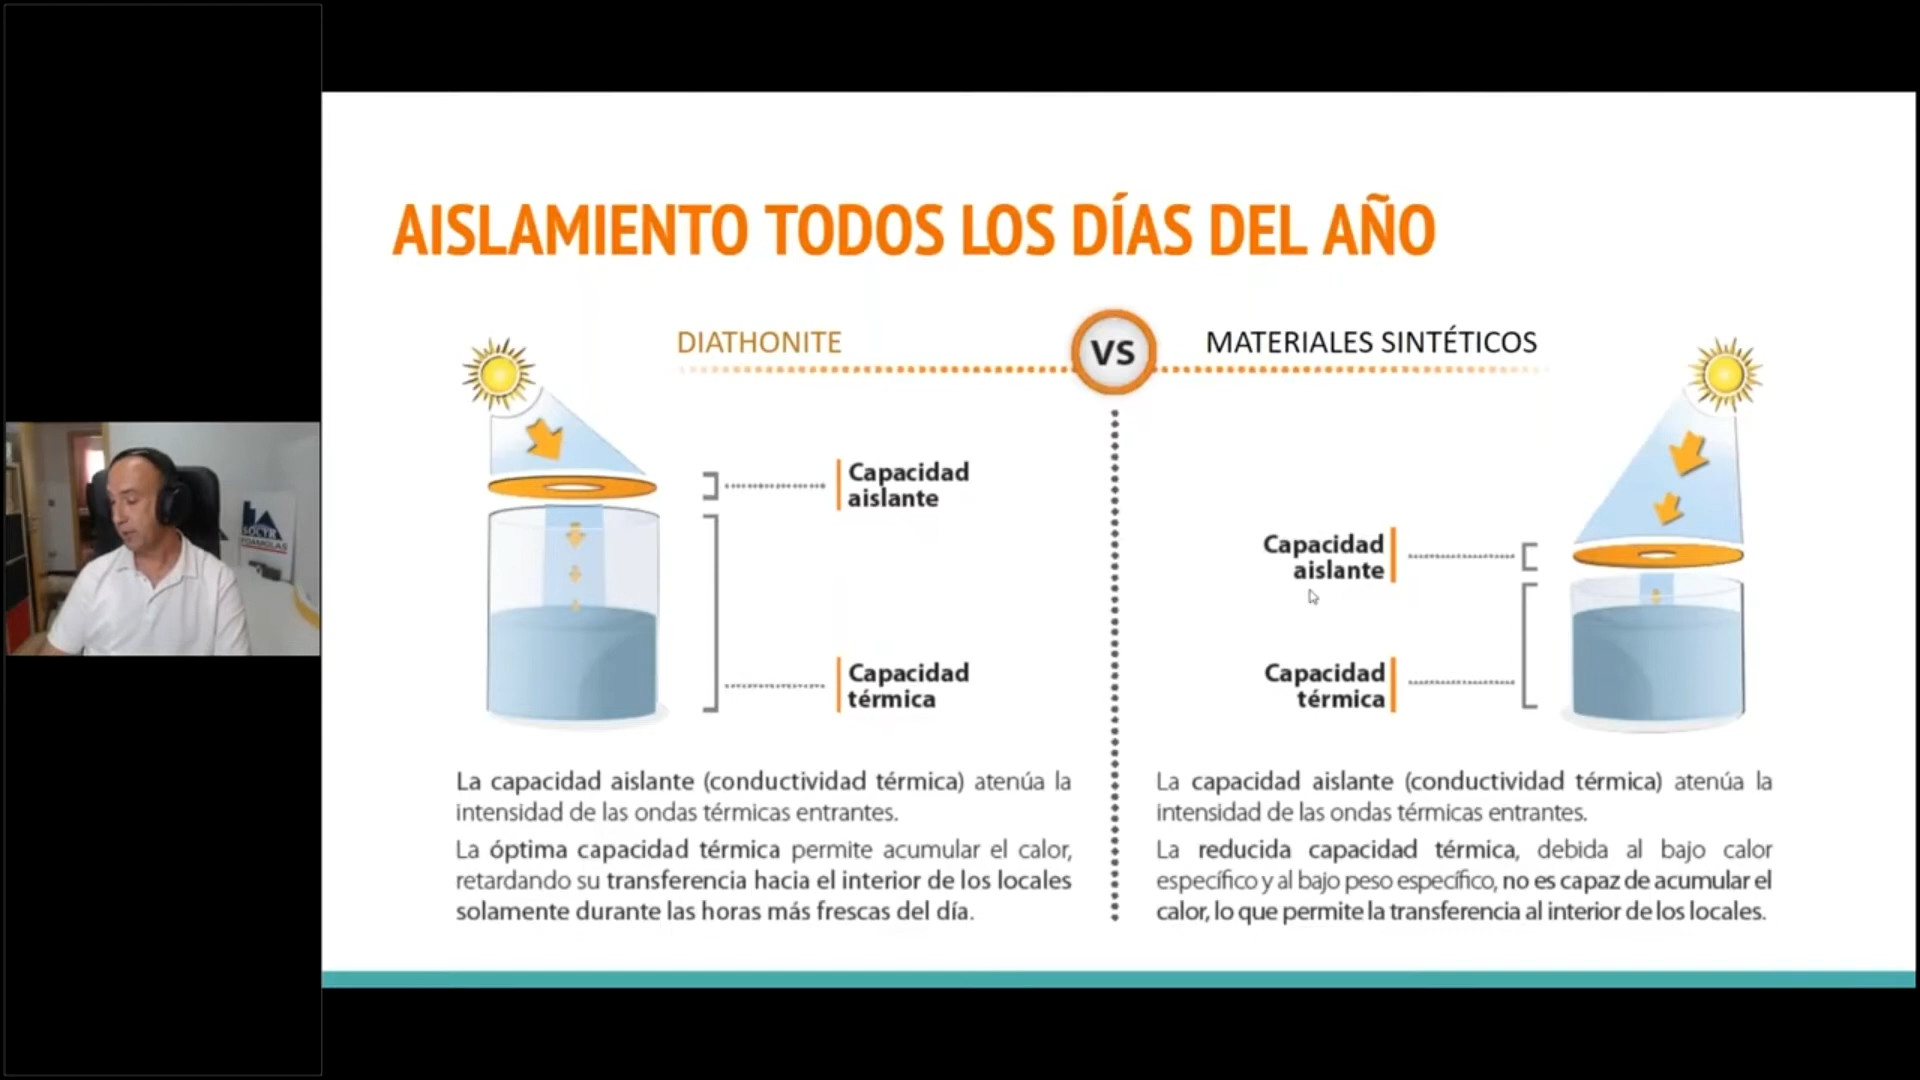 AISLAMIENTO TODOS LOS DÍAS DEL AÑO
DIATHONITE
VS
MATERIALES SINTÉTICOS
Capacidad
aislante
Capacidad
térmica
Capacidad
aislante
Capacidad
térmica
La capacidad aislante (conductividad térmica) atenúa la
intensidad de las ondas térmicas entrantes.
La óptima capacidad térmica permite acumular el calor,
retardando su transferencia hacia el interior de los locales
solamente durante las horas más frescas del día.
La capacidad aislante (conductividad térmica) atenúa la
intensidad de las ondas térmicas entrantes.
La reducida capacidad térmica, debida al bajo calor
específico y al bajo peso específico, no es capaz de acumular el
calor, lo que permite la transferencia al interior de los locales.